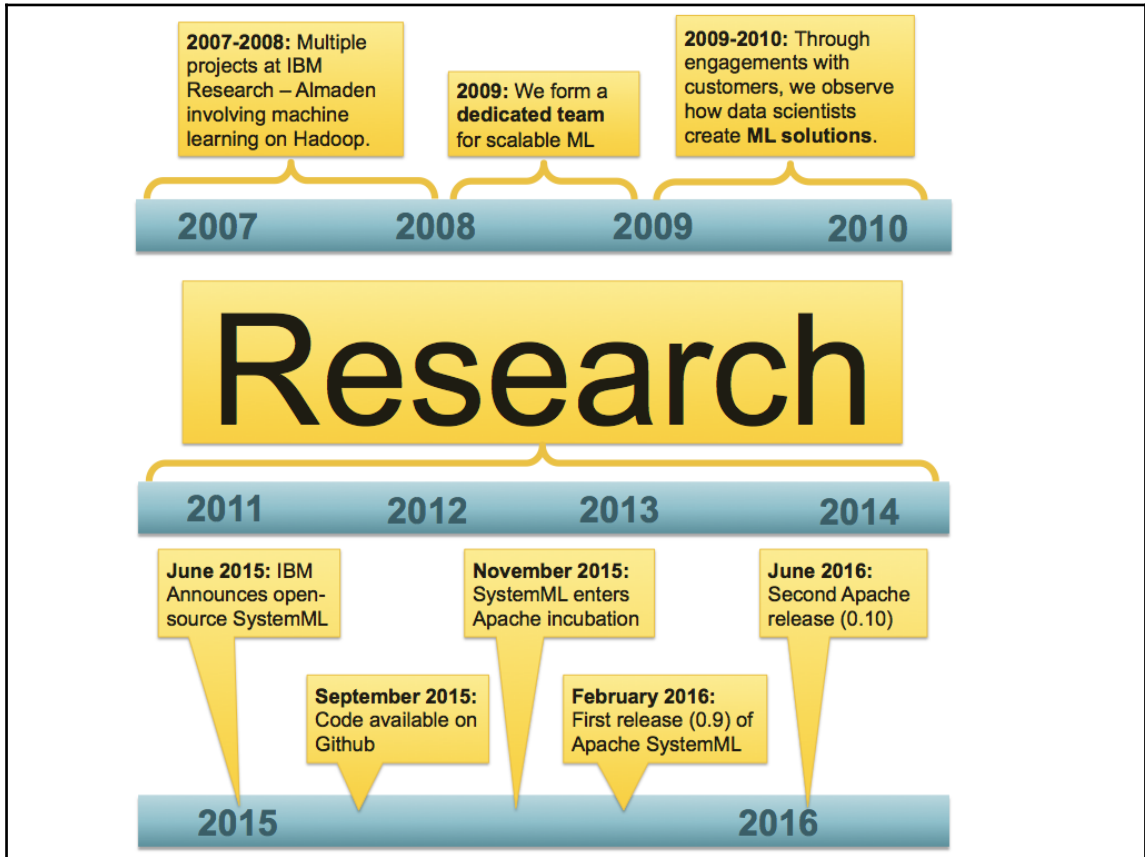 2007-2008: Multiple
projects at IBM
Research – Almaden
involving machine
learning on Hadoop.
2009: We form a
dedicated team
for scalable ML
2009-2010: Through
engagements with
customers, we observe
how data scientists
create ML solutions.
2007 2008 2009 2010
Research
2011 2012 2013 2014
June 2015: IBM
Announces open-
source SystemML
November 2015:
SystemML enters
Apache incubation
June 2016:
Second Apache
release (0.10)
September 2015:
Code available on
Github
February 2016:
First release (0.9) of
Apache SystemML
2015 2016